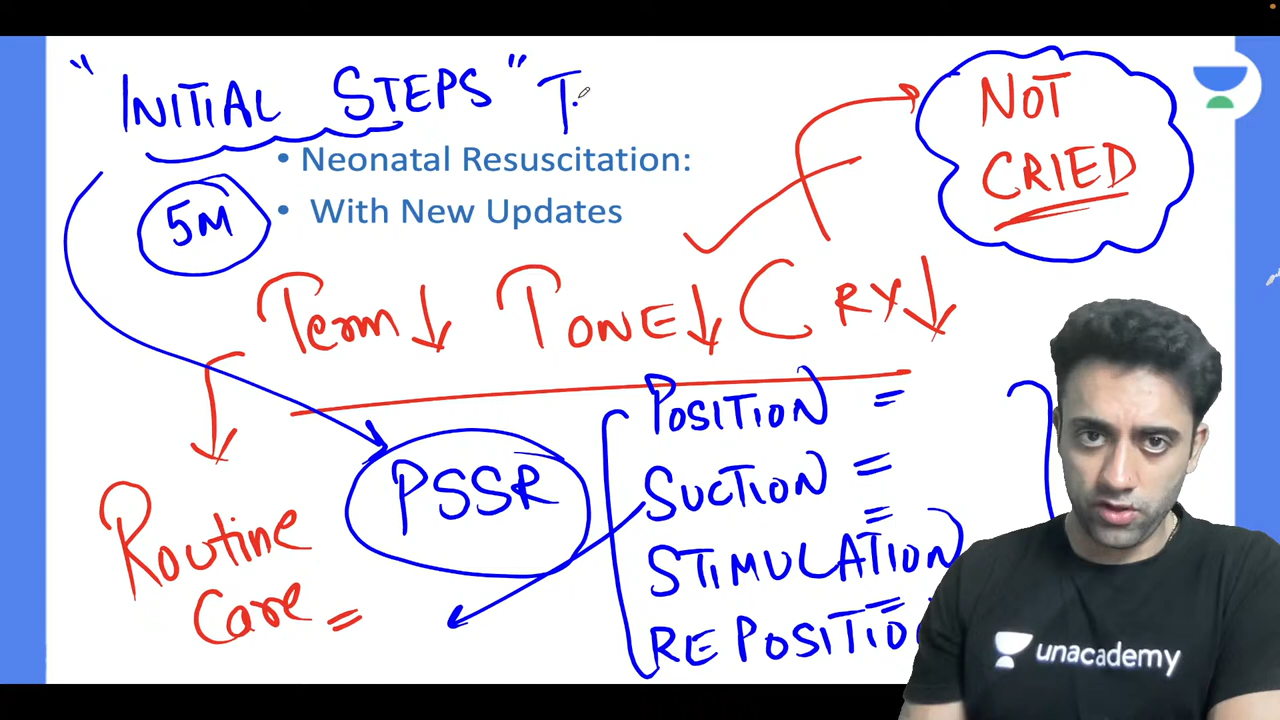 "INITIAL STEPS" T.
• Neonatal Resuscitation:
• With New Updates
5M
NOT
CRIED
Term↓ TONE↓ CRY↓
Routine
Care =
PSSR
POSITION =
SUCTION =
STIMULATION =
REPOSITIO
unacademy